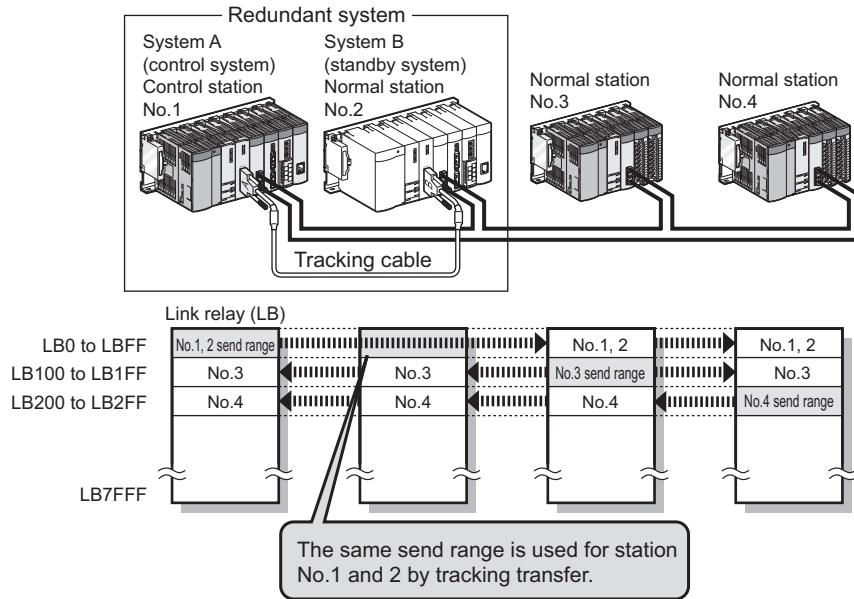 Redundant system
System A
(control system)
Control station
No.1
System B
(standby system)
Normal station
No.2
Normal station
No.3
Normal station
No.4
Tracking cable
Link relay (LB)
LB0 to LBFF
No.1, 2 send range
No.1, 2
No.1, 2
LB100 to LB1FF
No.3
No.3
No.3 send range
No.3
LB200 to LB2FF
No.4
No.4
No.4
No.4 send range
LB7FFF
The same send range is used for station
No.1 and 2 by tracking transfer.